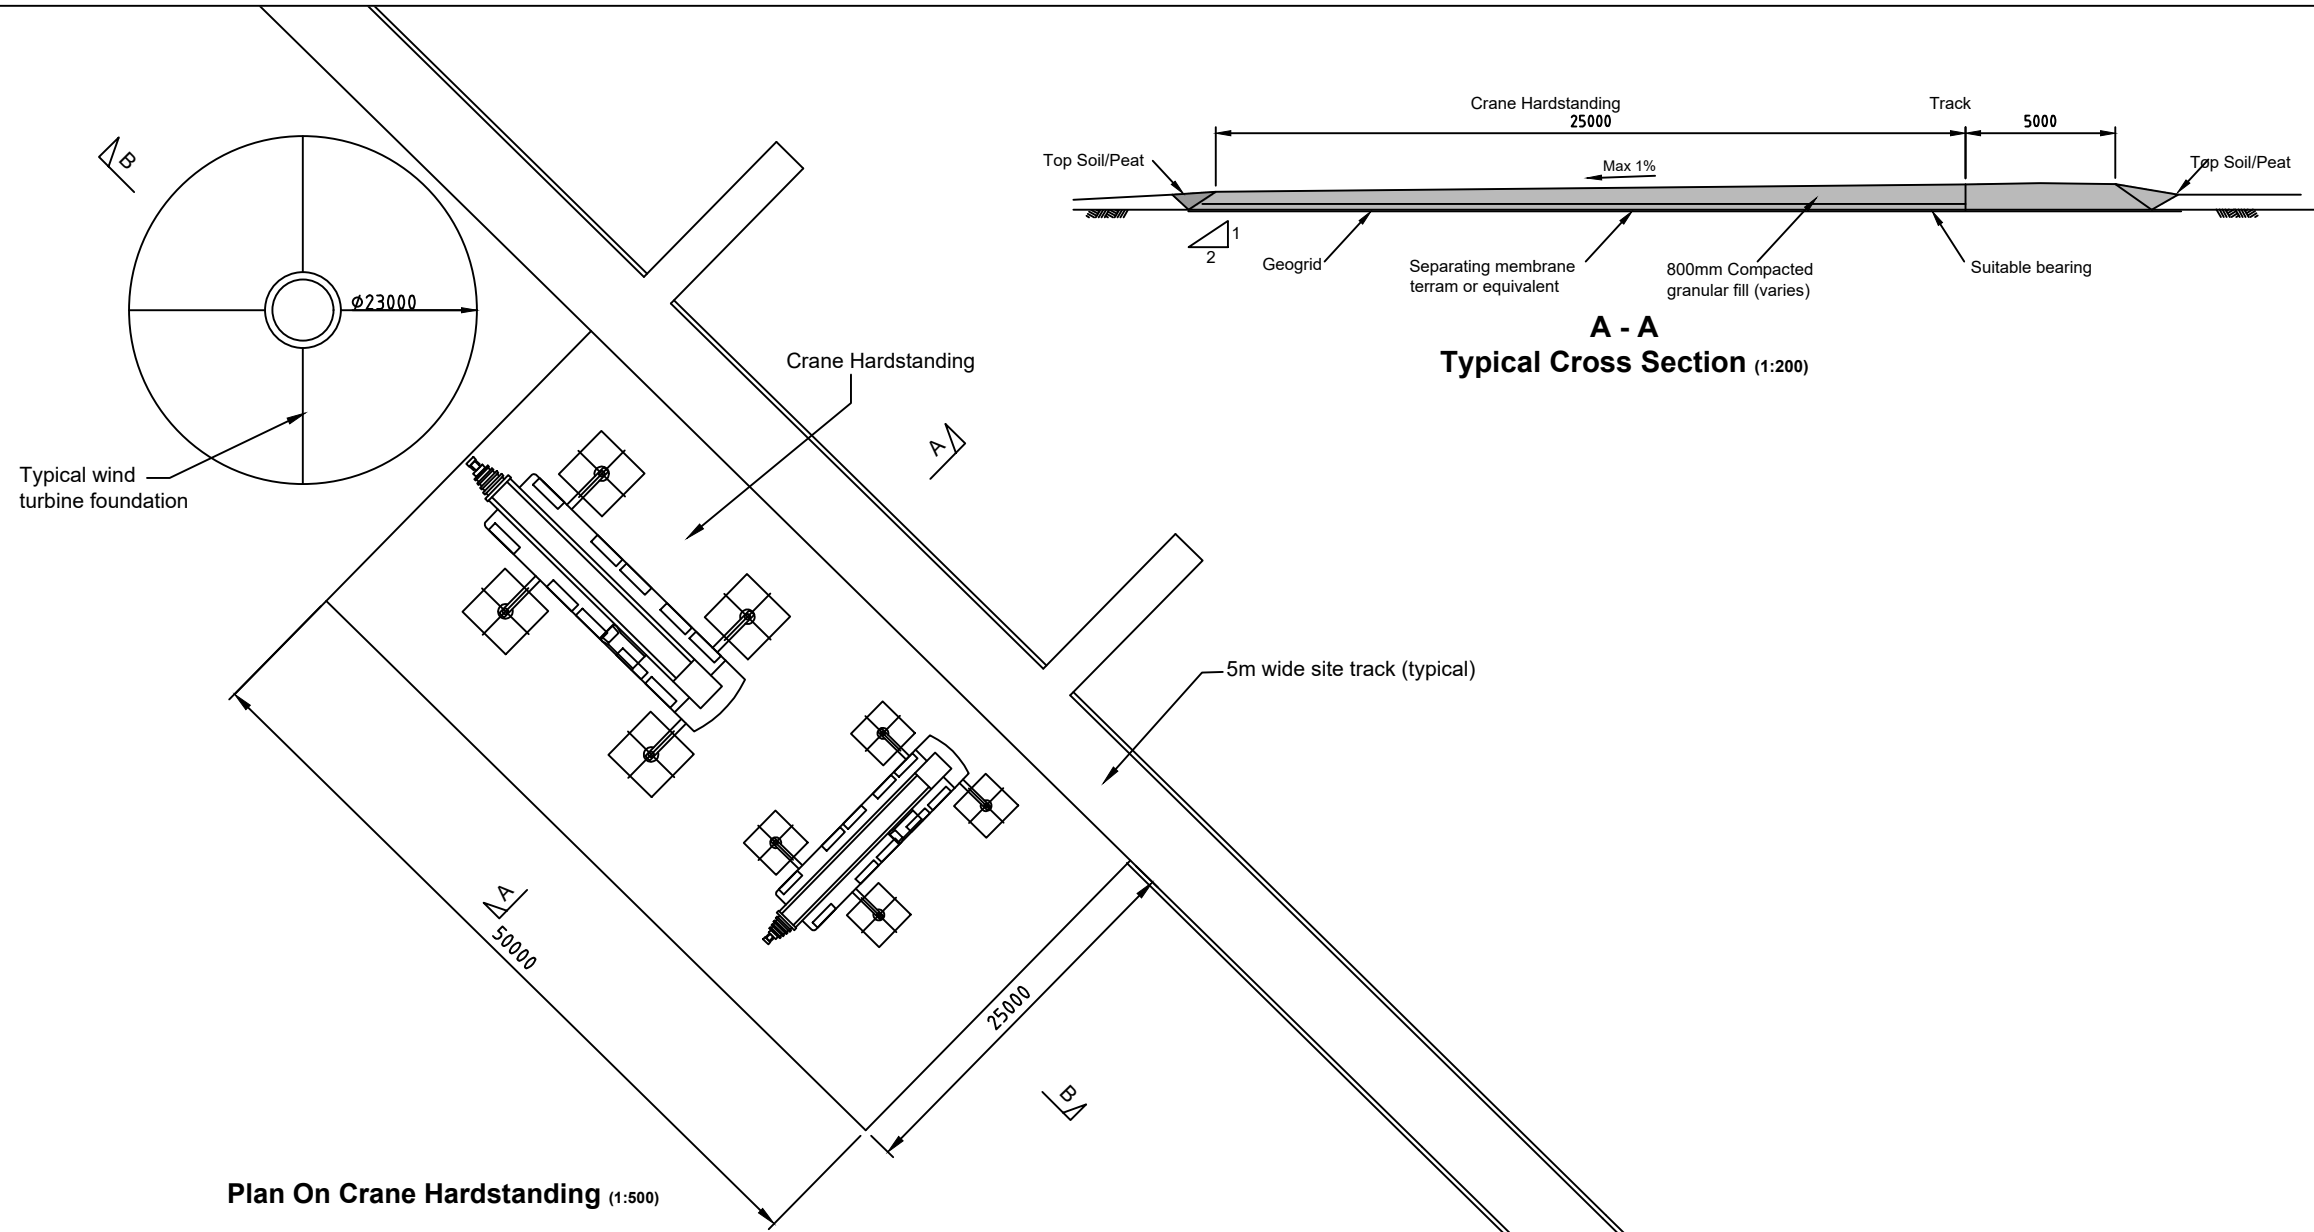 Crane Hardstanding
25000
Track
5000
Top Soil/Peat
Max 1%
Top Soil/Peat
1
2
Geogrid
Separating membrane
terram or equivalent
800mm Compacted
granular fill (varies)
Suitable bearing
A - A
Typical Cross Section (1:200)
B
ø23000
Crane Hardstanding
A
Typical wind
turbine foundation
5m wide site track (typical)
A
50000
25000
B
Plan On Crane Hardstanding (1:500)